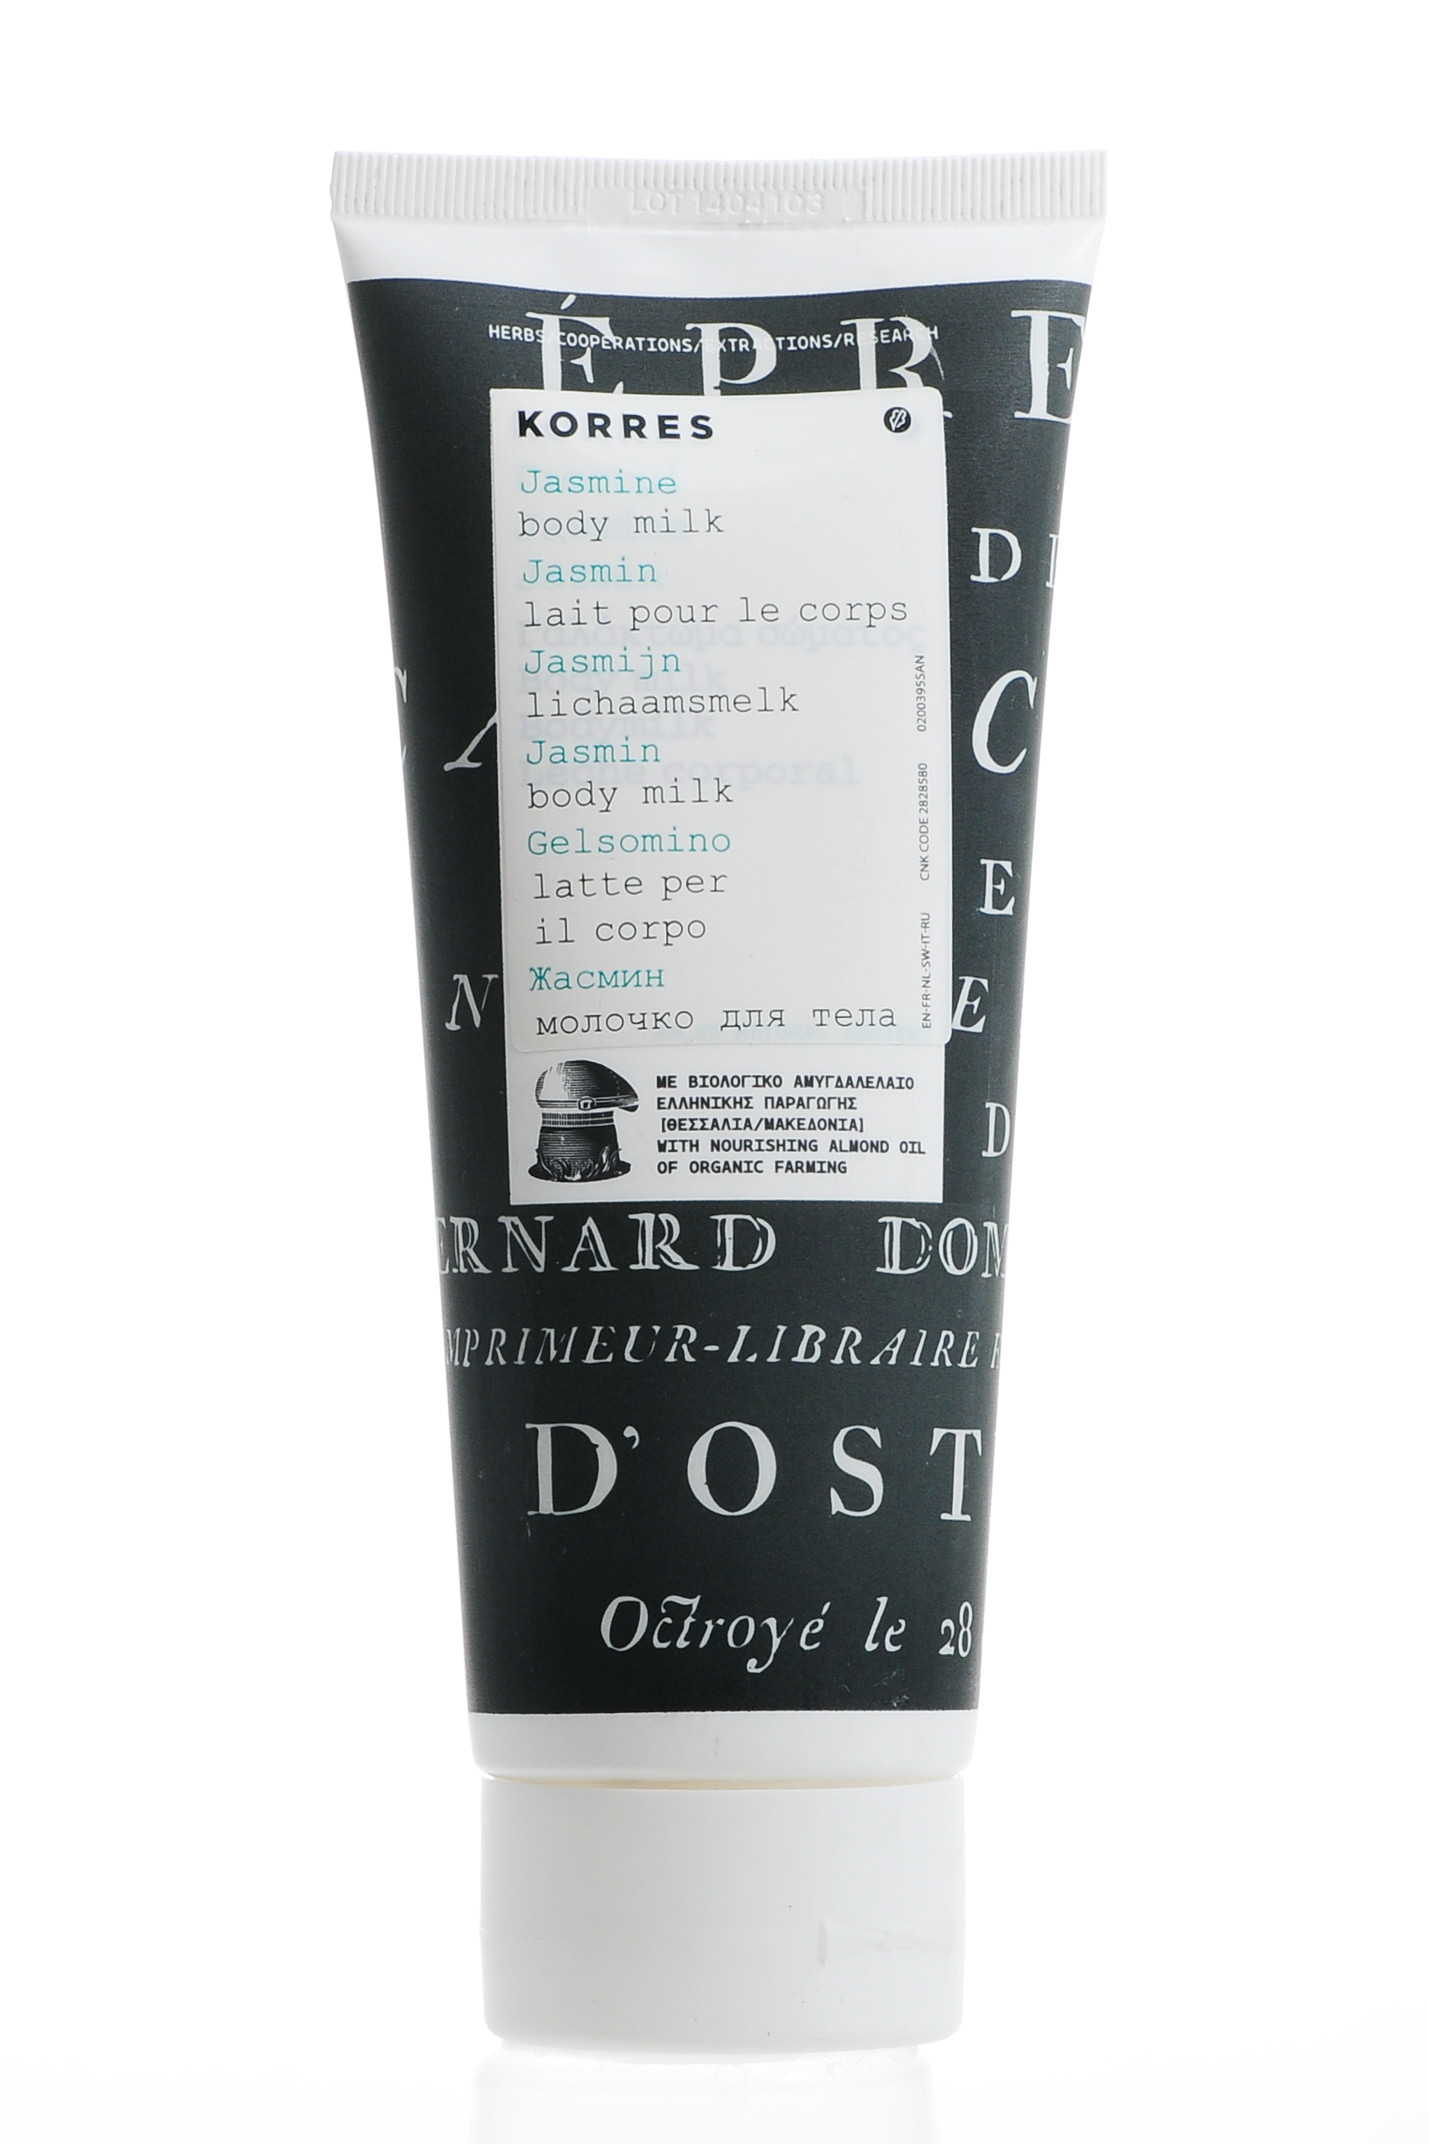 LOT 1404103
ÉPRE
HERBS/COOPERATIONS/EXTRACTIONS/RESEARCH
KORRES
Jasmine
body milk
Jasmin
lait pour le corps
Jasmijn
lichaamsmelk
Jasmin
body milk
Gelsomino
latte per
il corpo
Жасмин
молочко для тела
EN-FR-NL-SW-IT-RU CNK CODE 2828580 0200395SAN
D
C
E
N E
D
ΜΕ ΒΙΟΛΟΓΙΚΟ ΑΜΥΓΔΑΛΕΛΑΙΟ
ΕΛΛΗΝΙΚΗΣ ΠΑΡΑΓΩΓΗΣ
[ΘΕΣΣΑΛΙΑ/ΜΑΚΕΔΟΝΙΑ]
WITH NOURISHING ALMOND OIL
OF ORGANIC FARMING
ERNARD DOM
MPRIMEUR-LIBRAIRE
D'OST
Octroyé le 28